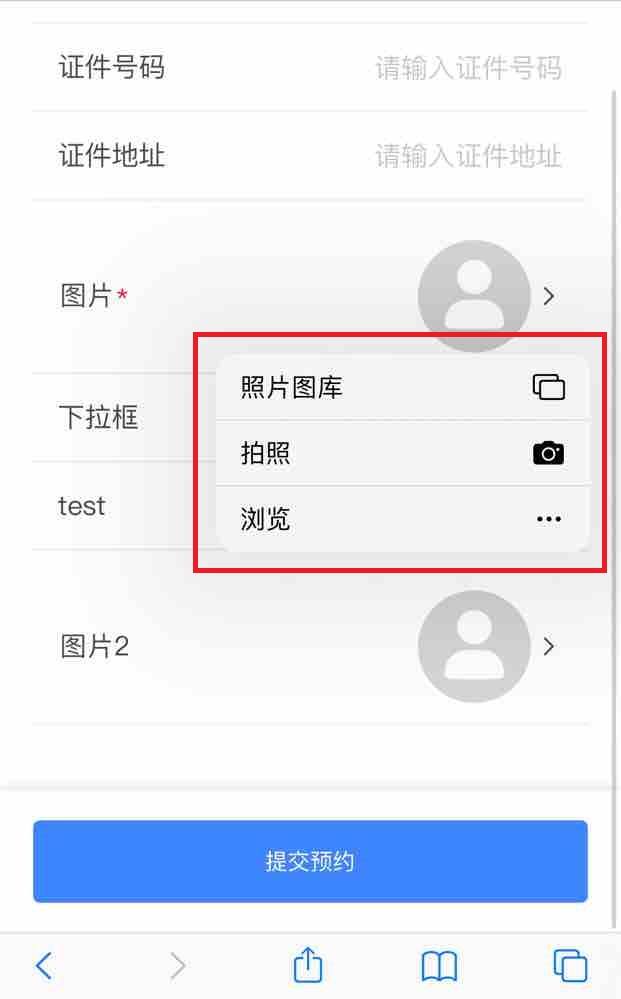 证件号码 请输入证件号码
证件地址 请输入证件地址
图片*
照片图库
下拉框
拍照
test
浏览
图片2
提交预约